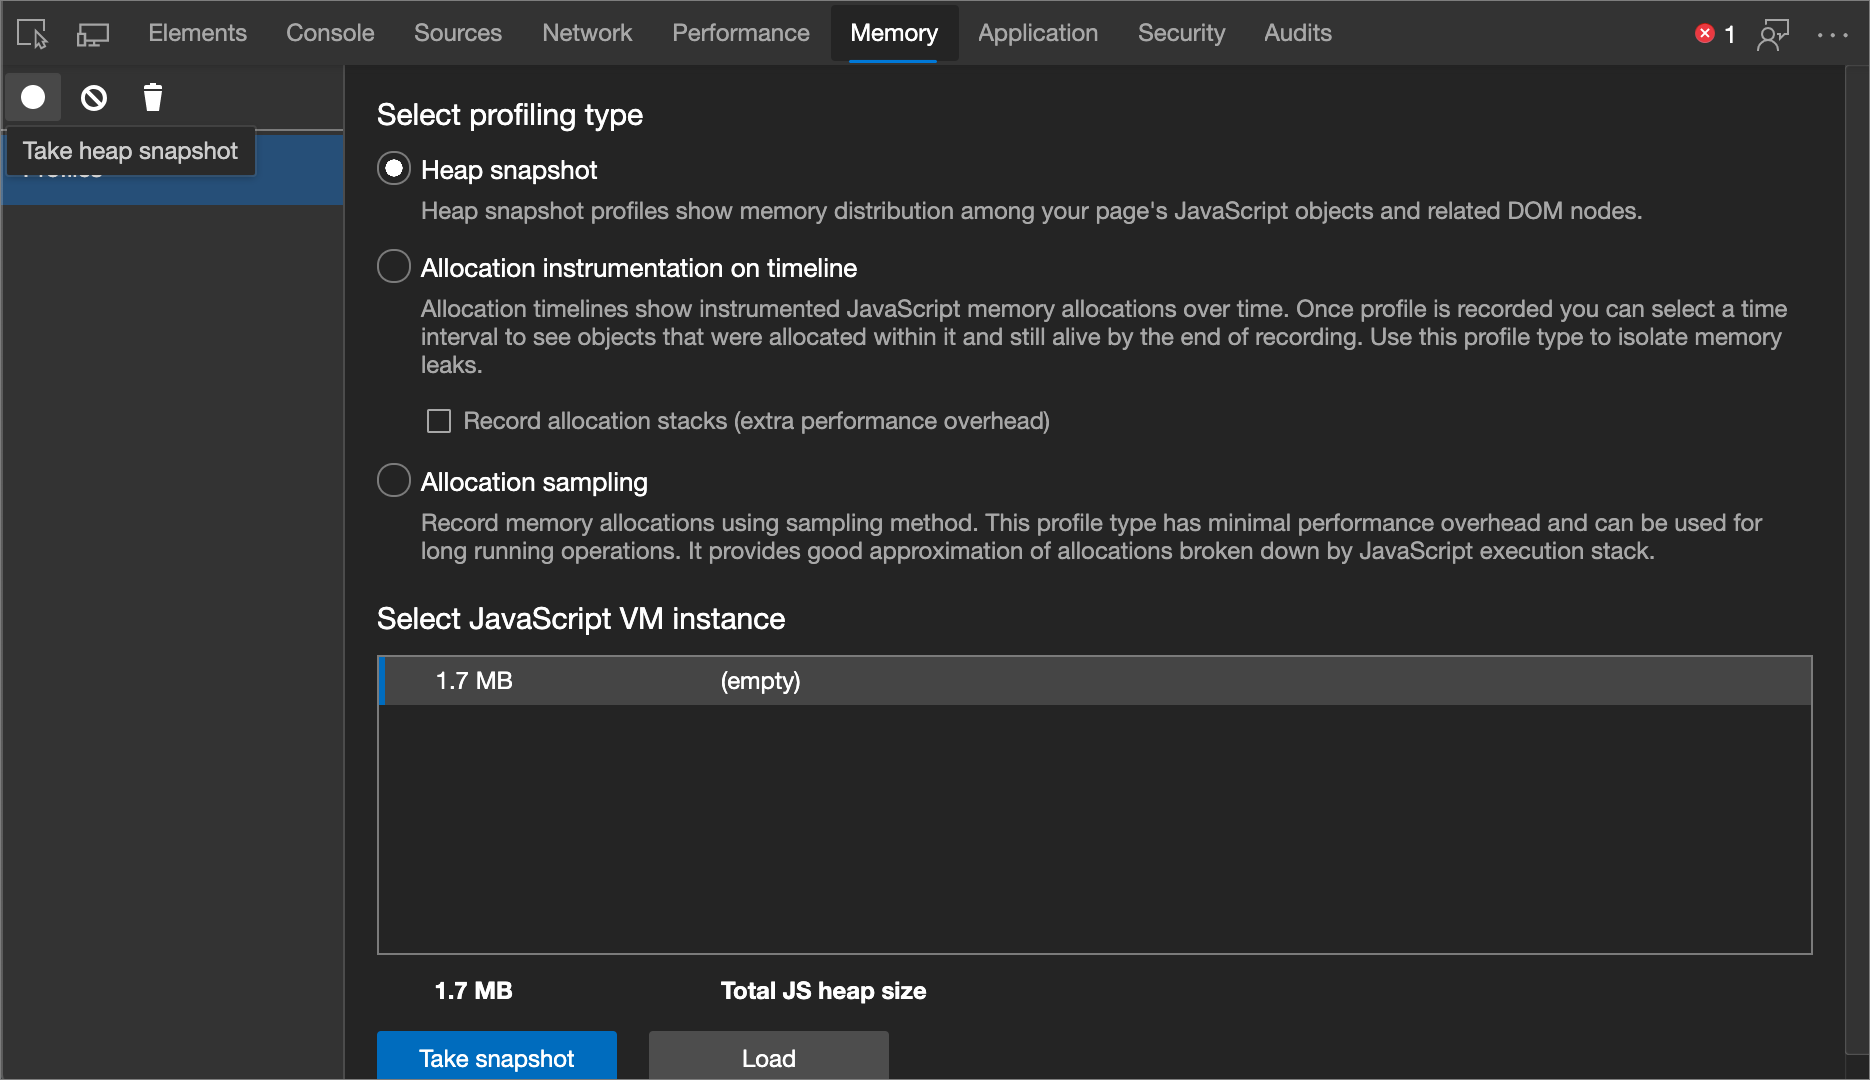 Elements Console Sources Network Performance Memory Application Security Audits 1
Take heap snapshot
Select profiling type
Heap snapshot
Heap snapshot profiles show memory distribution among your page's JavaScript objects and related DOM nodes.
Allocation instrumentation on timeline
Allocation timelines show instrumented JavaScript memory allocations over time. Once profile is recorded you can select a time
interval to see objects that were allocated within it and still alive by the end of recording. Use this profile type to isolate memory
leaks.
Record allocation stacks (extra performance overhead)
Allocation sampling
Record memory allocations using sampling method. This profile type has minimal performance overhead and can be used for
long running operations. It provides good approximation of allocations broken down by JavaScript execution stack.
Select JavaScript VM instance
1.7 MB (empty)
1.7 MB Total JS heap size
Take snapshot Load